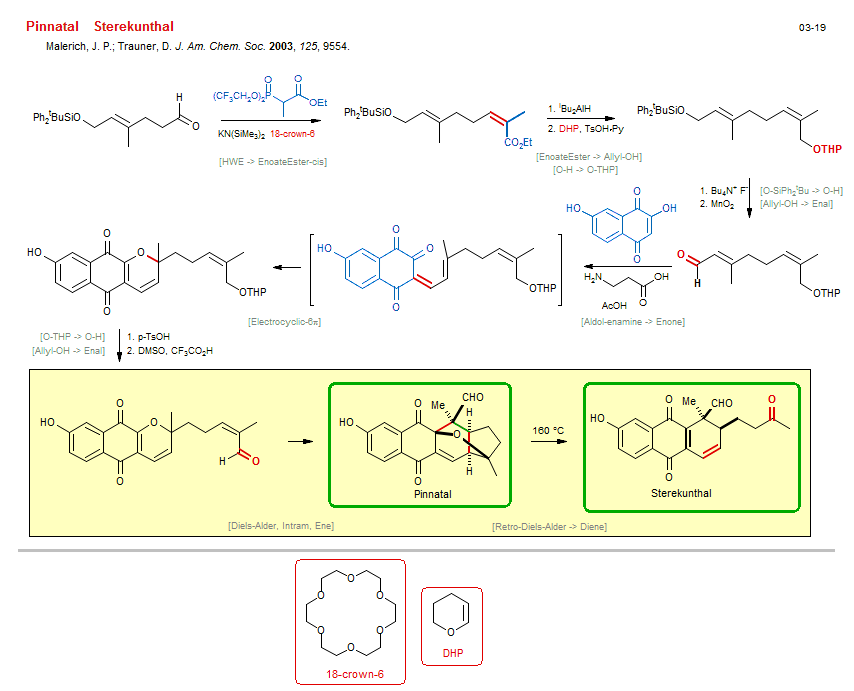 Pinnatal Sterekunthal
03-19
Malerich, J. P.; Trauner, D. J. Am. Chem. Soc. 2003, 125, 9554.
Ph₂ᵗBuSiO
H
O
(CF₃CH₂O)₂P
O
O
OEt
KN(SiMe₃)₂ 18-crown-6
[HWE -> EnoateEster-cis]
Ph₂ᵗBuSiO
CO₂Et
1. ⁱBu₂AlH
2. DHP, TsOH·Py
[EnoateEster -> Allyl-OH]
[O-H -> O-THP]
Ph₂ᵗBuSiO
OTHP
1. Bu₄N⁺ F⁻
2. MnO₂
[O-SiPh₂ᵗBu -> O-H]
[Allyl-OH -> Enal]
O
H
OTHP
HO
O
OH
O
H₂N
OH
O
AcOH
[Aldol-enamine -> Enone]
HO
O
O
O
OTHP
[Electrocyclic-6π]
HO
O
O
O
OTHP
[O-THP -> O-H]
[Allyl-OH -> Enal]
1. p-TsOH
2. DMSO, CF₃CO₂H
HO
O
O
O
H
O
[Diels-Alder, Intram, Ene]
HO
O
Me
CHO
H
O
H
O
Pinnatal
160 °C
[Retro-Diels-Alder -> Diene]
HO
O
Me
CHO
O
O
Sterekunthal
O
O
O
O
O
O
18-crown-6
O
DHP